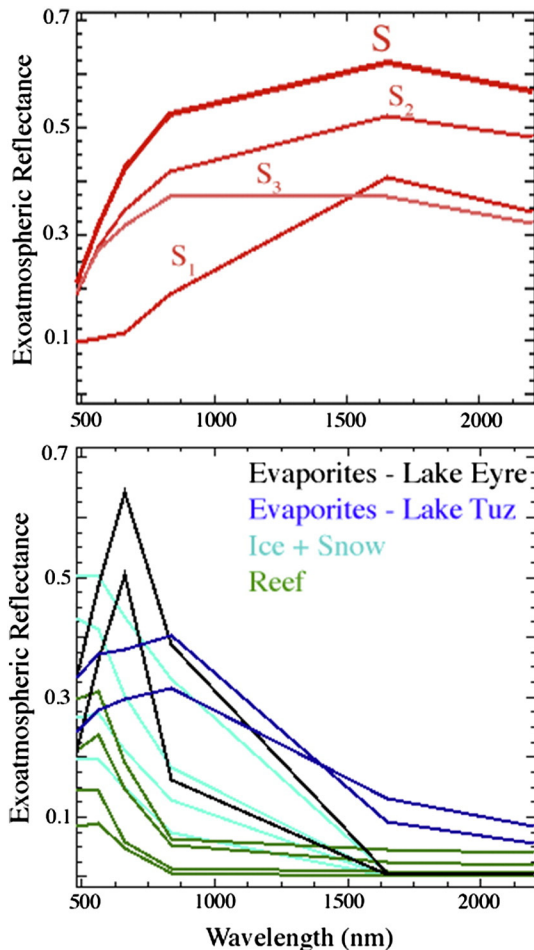 0.7
0.5
0.3
0.1
Exoatmospheric Reflectance
S
S2
S3
S1
500
1000
1500
2000
0.7
0.5
0.3
0.1
Exoatmospheric Reflectance
Evaporites - Lake Eyre
Evaporites - Lake Tuz
Ice + Snow
Reef
500
1000
1500
2000
Wavelength (nm)